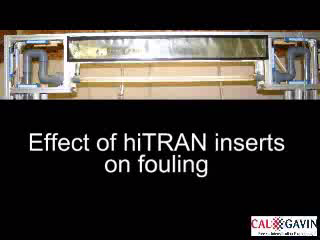 Effect of hiTRAN inserts
on fouling
CALGAVIN